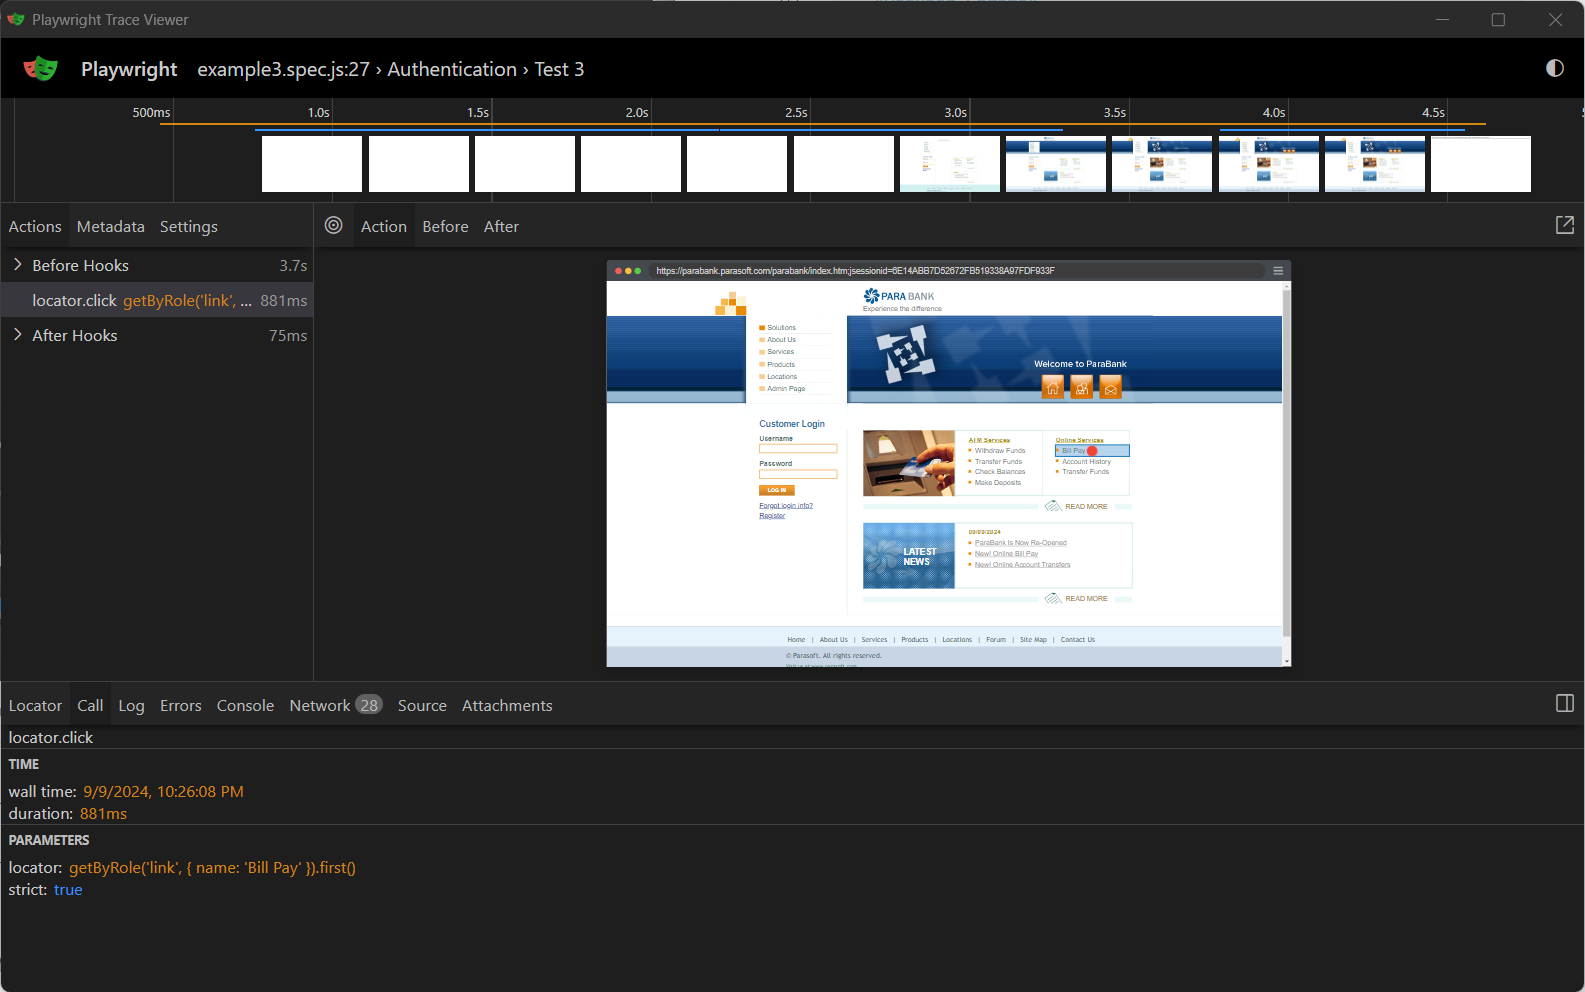 Playwright Trace Viewer
Playwright example3.spec.js:27 › Authentication › Test 3
500ms 1.0s 1.5s 2.0s 2.5s 3.0s 3.5s 4.0s 4.5s
Actions Metadata Settings
Action Before After
Before Hooks 3.7s
locator.click getByRole('link', ... 881ms
After Hooks 75ms
https://parabank.parasoft.com/parabank/index.htm;jsessionid=6E14ABB7D52672FB519338A97FDF933F
PARA BANK
Experience the difference
Solutions
About Us
Services
Products
Locations
Admin Page
Welcome to ParaBank
Customer Login
Username
Password
LOG IN
Forgot login info?
Register
ATM Services
Withdraw Funds
Transfer Funds
Check Balances
Make Deposits
Online Services
Bill Pay
Account History
Transfer Funds
READ MORE
LATEST
NEWS
09/09/2024
ParaBank Is Now Re-Opened
New! Online Bill Pay
New! Online Account Transfers
READ MORE
Home | About Us | Services | Products | Locations | Forum | Site Map | Contact Us
© Parasoft. All rights reserved.
Locator Call Log Errors Console Network 28 Source Attachments
locator.click
TIME
wall time: 9/9/2024, 10:26:08 PM
duration: 881ms
PARAMETERS
locator: getByRole('link', { name: 'Bill Pay' }).first()
strict: true